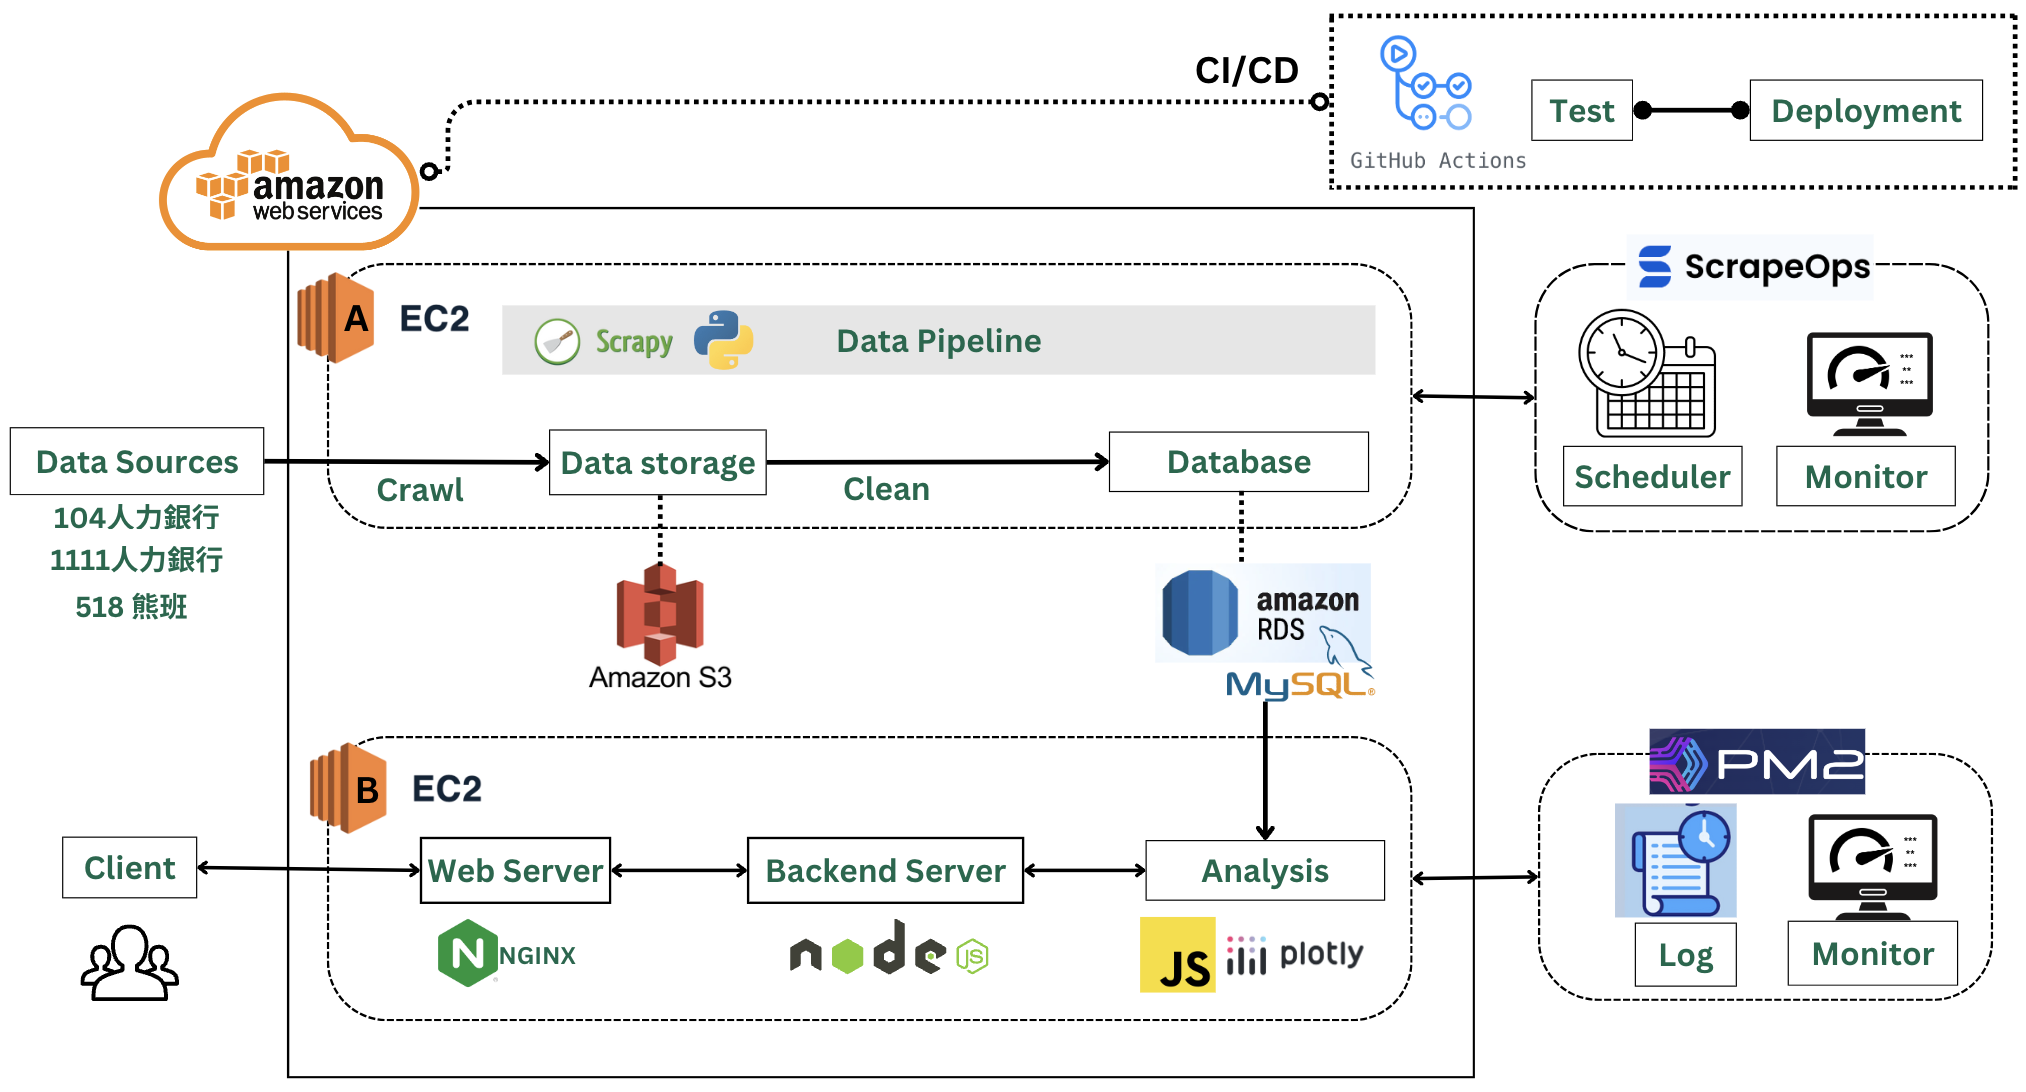 CI/CD
GitHub Actions
Test
Deployment
amazon
webservices
A
EC2
Scrapy
Data Pipeline
ScrapeOps
Data Sources
Crawl
Data storage
Clean
Database
Scheduler
Monitor
104人力銀行
1111人力銀行
518 熊班
Amazon S3
amazon
RDS
MySQL®
B
EC2
PM2
Client
Web Server
Backend Server
Analysis
N NGINX
node
JS
JS
plotly
Log
Monitor